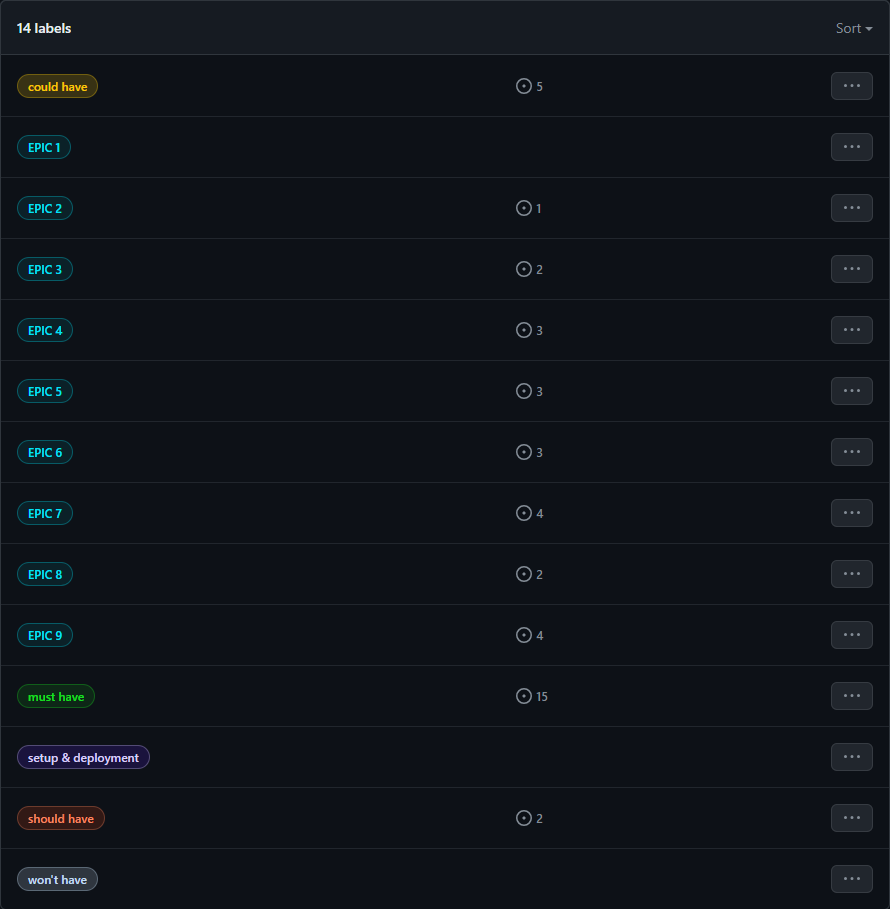 14 labels Sort
could have 5
EPIC 1
EPIC 2 1
EPIC 3 2
EPIC 4 3
EPIC 5 3
EPIC 6 3
EPIC 7 4
EPIC 8 2
EPIC 9 4
must have 15
setup & deployment
should have 2
won't have